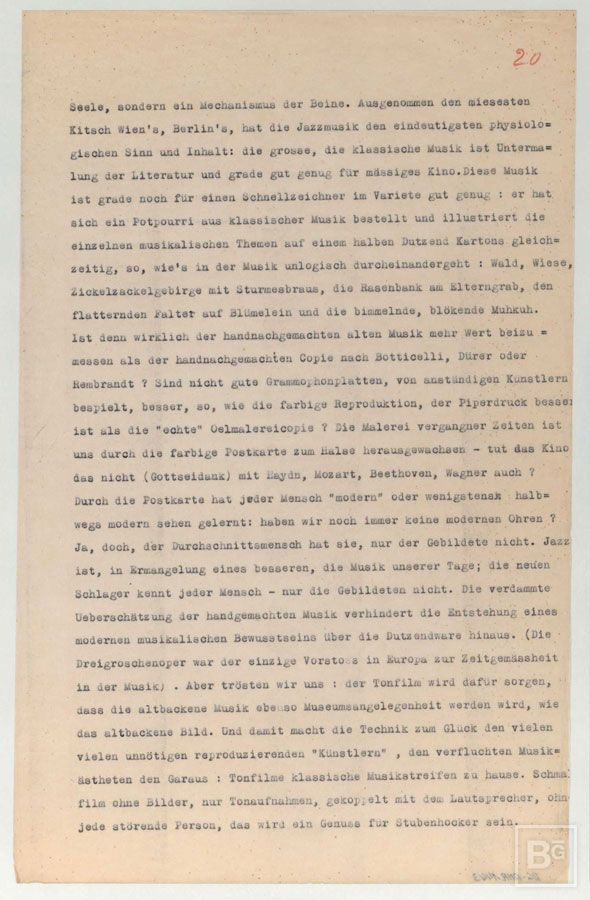 20
Seele, sondern ein Mechanismus der Beine. Ausgenommen den miesesten
Kitsch Wien's, Berlin's, hat die Jazzmusik den eindeutigsten physiolo=
gischen Sinn und Inhalt: die grosse, die klassische Musik ist Unterma=
lung der Literatur und grade gut genug für mässiges Kino.Diese Musik
ist grade noch für einen Schnellzeichner im Variete gut genug : er hat
sich ein Potpourri aus klassischer Musik bestellt und illustriert die
einzelnen musikalischen Themen auf einem halben Dutzend Kartons gleich=
zeitig, so, wie's in der Musik unlogisch durcheinandergeht : Wald, Wiese,
Zickelzackelgebirge mit Sturmesbraus, die Rasenbank am Elterngrab, den
flatternden Falter auf Blümelein und die bimmelnde, blökende Muhkuh.
Ist denn wirklich der handnachgemachten alten Musik mehr Wert beizu =
messen als der handnachgemachten Copie nach Botticelli, Dürer oder
Rembrandt ? Sind nicht gute Grammophonplatten, von anständigen Künstlern
bespielt, besser, so, wie die farbige Reproduktion, der Piperdruck besser
ist als die "echte" Oelmalereicopie ? Die Malerei vergangner Zeiten ist
uns durch die farbige Postkarte zum Halse herausgewachsen - tut das Kino
das nicht (Gottseidank) mit Haydn, Mozart, Beethoven, Wagner auch ?
Durch die Postkarte hat jeder Mensch "modern" oder wenigstens halb=
wegs modern sehen gelernt: haben wir noch immer keine modernen Ohren ?
Ja, doch, der Durchschnittsmensch hat sie, nur der Gebildete nicht. Jazz
ist, in Ermangelung eines besseren, die Musik unserer Tage; die neuen
Schlager kennt jeder Mensch - nur die Gebildeten nicht. Die verdammte
Ueberschätzung der handgemachten Musik verhindert die Entstehung eines
modernen musikalischen Bewusstseins über die Dutzendware hinaus. (Die
Dreigroschenoper war der einzige Vorstoss in Europa zur Zeitgemässheit
in der Musik) . Aber trösten wir uns : der Tonfilm wird dafür sorgen,
dass die altbackene Musik ebenso Museumsangelegenheit werden wird, wie
das altbackene Bild. Und damit macht die Technik zum Glück den vielen
vielen unnötigen reproduzierenden "Künstlern" , den verfluchten Musik=
ästheten den Garaus : Tonfilme klassische Musikstreifen zu hause. Schmal
film ohne Bilder, nur Tonaufnahmen, gekoppelt mit dem Lautsprecher, ohn
jede störende Person, das wird ein Genuss für Stubenhocker sein.
BG